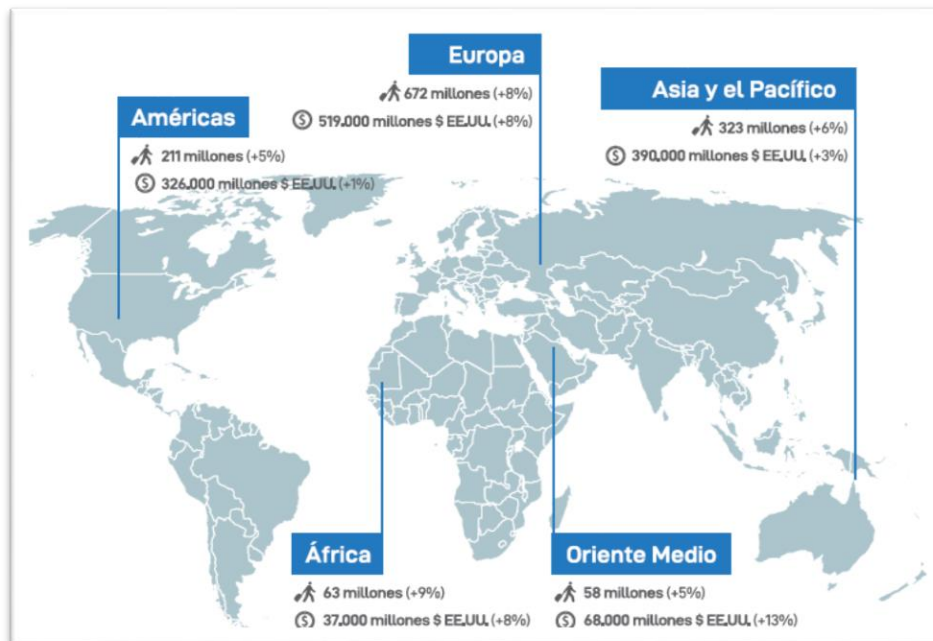 Europa
672 millones (+8%)
519.000 millones $ EE.UU. (+8%)
Asia y el Pacífico
323 millones (+6%)
390.000 millones $ EE.UU. (+3%)
Américas
211 millones (+5%)
326.000 millones $ EE.UU. (+1%)
África
63 millones (+9%)
37.000 millones $ EE.UU. (+8%)
Oriente Medio
58 millones (+5%)
68.000 millones $ EE.UU. (+13%)